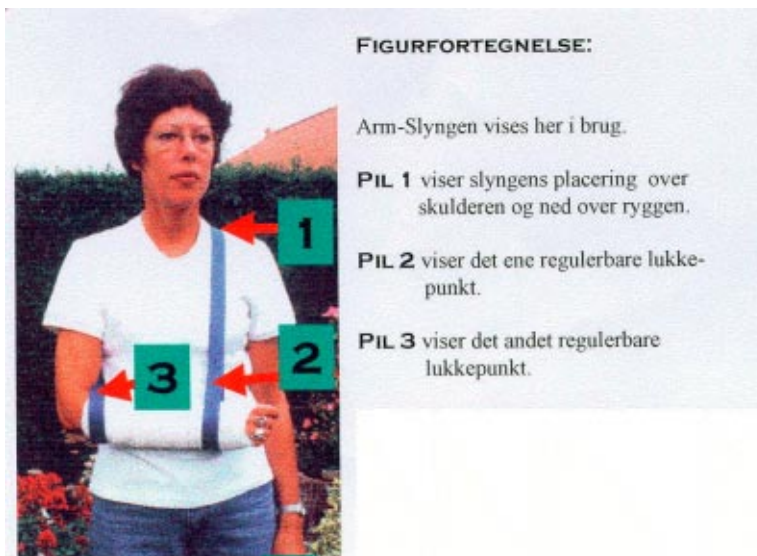 FIGURFORTEGNELSE:
Arm-Slyngen vises her i brug.
PIL 1 viser slyngens placering over
skulderen og ned over ryggen.
PIL 2 viser det ene regulerbare lukke-
punkt.
PIL 3 viser det andet regulerbare
lukkepunkt.
1
2
3